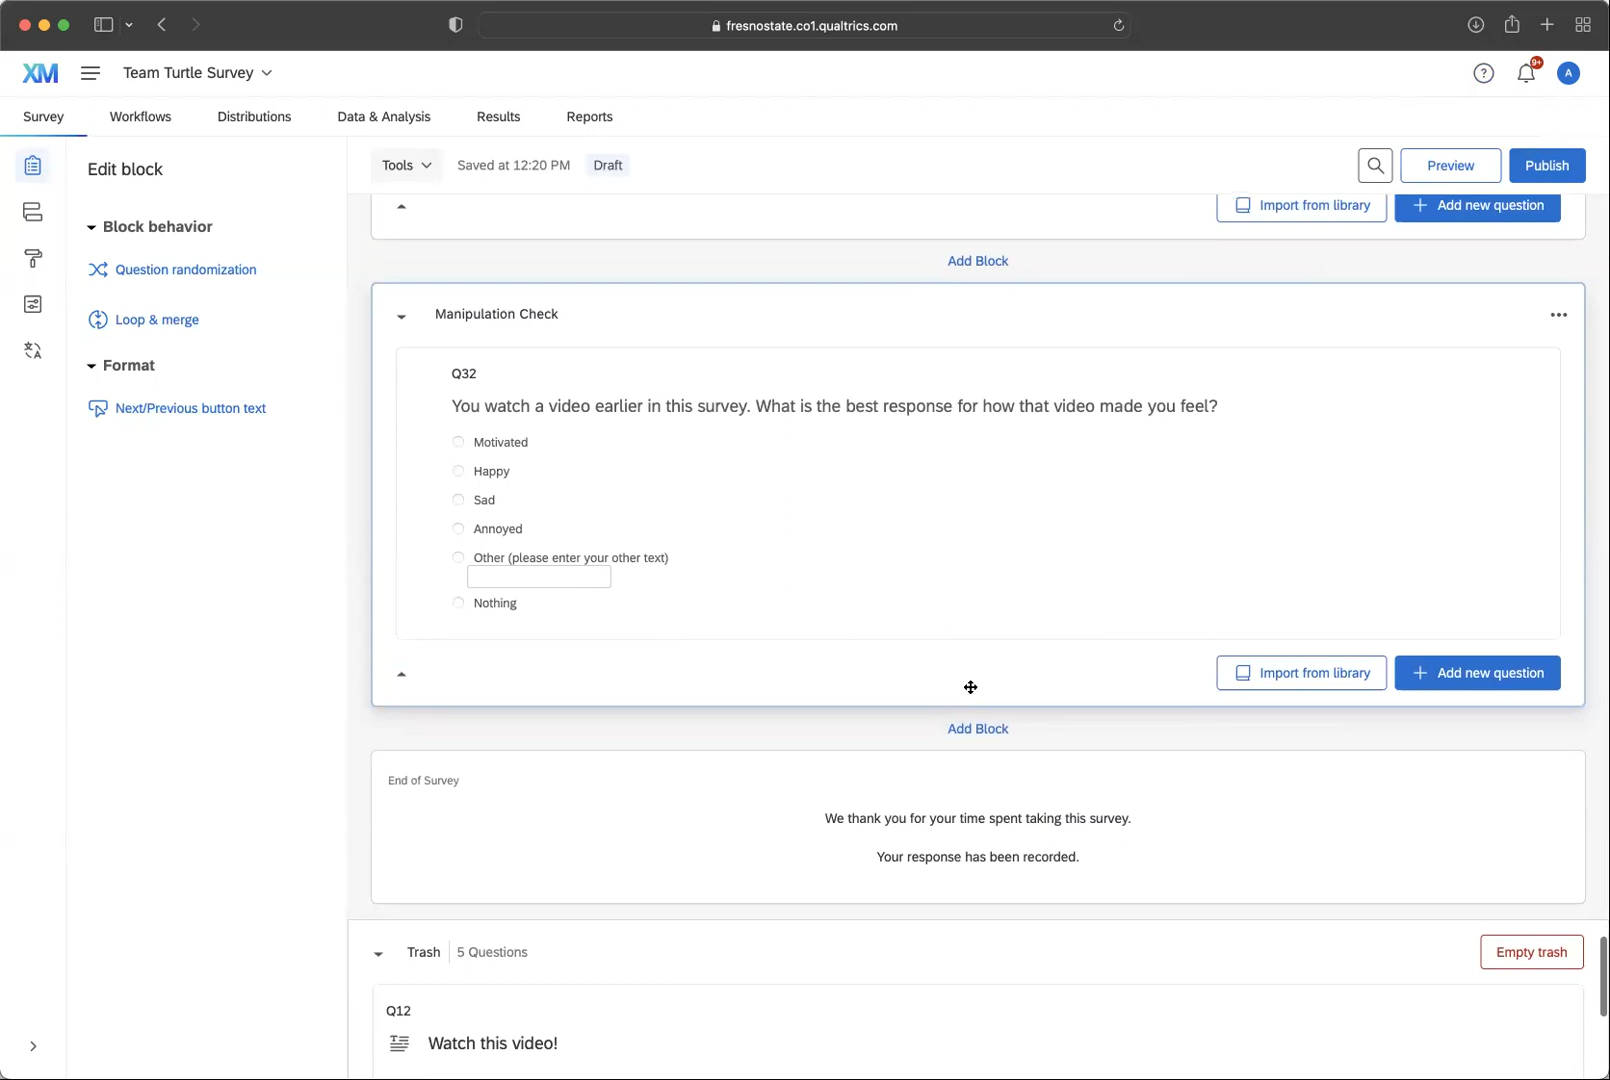 fresnostate.co1.qualtrics.com
XM
Team Turtle Survey
?
9+
A
Survey
Workflows
Distributions
Data & Analysis
Results
Reports
Edit block
Tools
Saved at 12:20 PM
Draft
Preview
Publish
Block behavior
Question randomization
Loop & merge
Format
Next/Previous button text
Import from library
Add new question
Add Block
Manipulation Check
Q32
You watch a video earlier in this survey. What is the best response for how that video made you feel?
Motivated
Happy
Sad
Annoyed
Other (please enter your other text)
Nothing
Import from library
Add new question
Add Block
End of Survey
We thank you for your time spent taking this survey.
Your response has been recorded.
Trash
5 Questions
Empty trash
Q12
Watch this video!